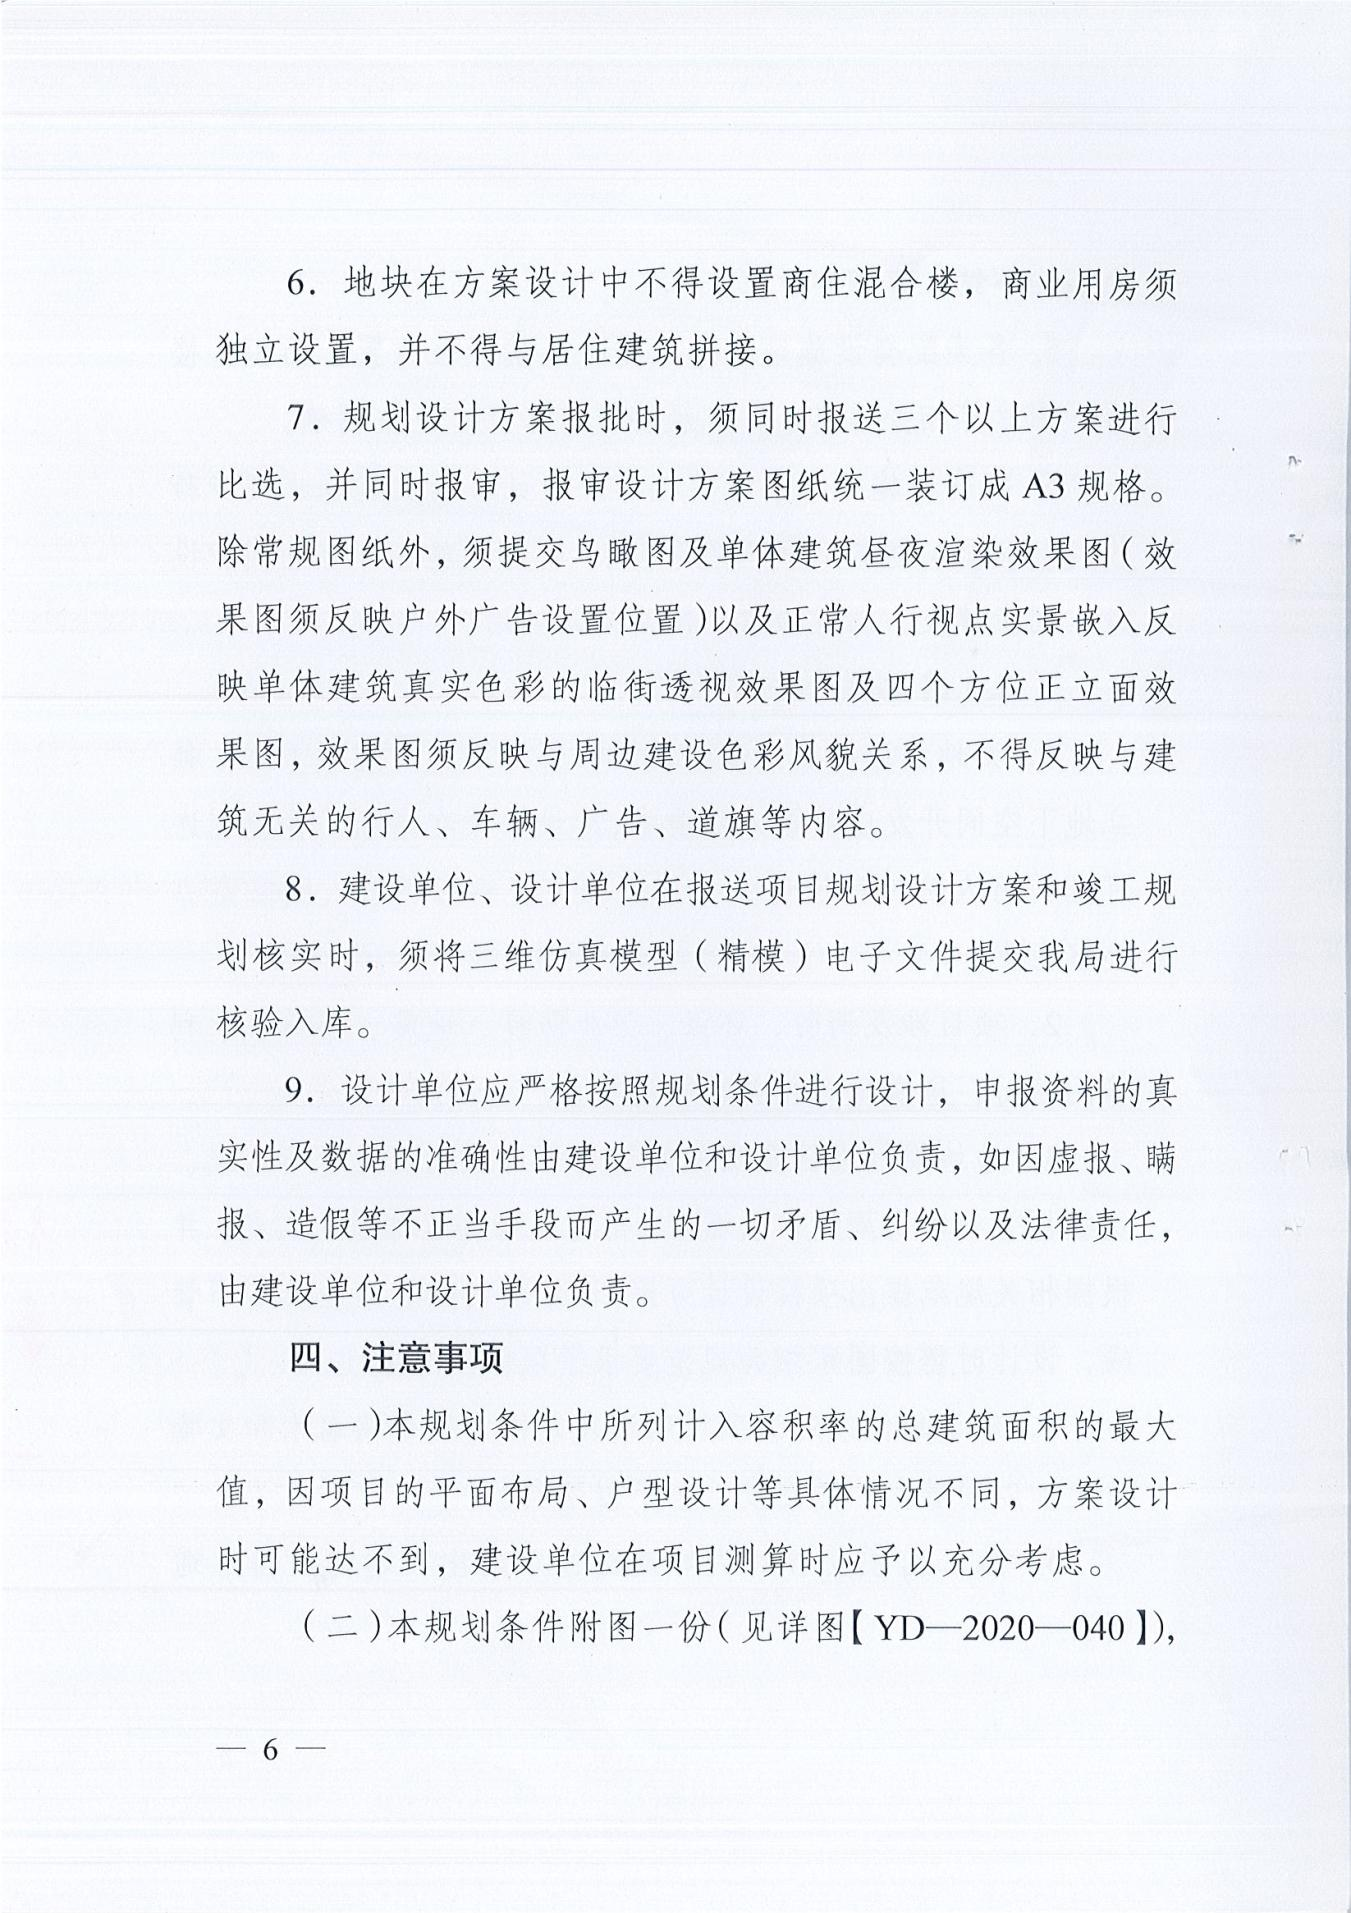 6. 地块在方案设计中不得设置商住混合楼，商业用房须
独立设置，并不得与居住建筑拼接。
7. 规划设计方案报批时，须同时报送三个以上方案进行
比选，并同时报审，报审设计方案图纸统一装订成 A3 规格。
除常规图纸外，须提交鸟瞰图及单体建筑昼夜渲染效果图（效
果图须反映户外广告设置位置)以及正常人行视点实景嵌入反
映单体建筑真实色彩的临街透视效果图及四个方位正立面效
果图，效果图须反映与周边建设色彩风貌关系，不得反映与建
筑无关的行人、车辆、广告、道旗等内容。
8. 建设单位、设计单位在报送项目规划设计方案和竣工规
划核实时，须将三维仿真模型（精模）电子文件提交我局进行
核验入库。
9. 设计单位应严格按照规划条件进行设计，申报资料的真
实性及数据的准确性由建设单位和设计单位负责，如因虚报、瞒
报、造假等不正当手段而产生的一切矛盾、纠纷以及法律责任，
由建设单位和设计单位负责。
四、注意事项
（一)本规划条件中所列计入容积率的总建筑面积的最大
值，因项目的平面布局、户型设计等具体情况不同，方案设计
时可能达不到，建设单位在项目测算时应予以充分考虑。
（二)本规划条件附图一份（见详图【YD—2020—040】)，
— 6 —